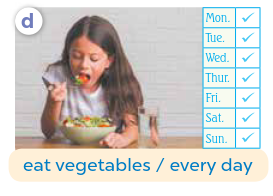 d
Mon. ✓
Tue. ✓
Wed. ✓
Thur. ✓
Fri. ✓
Sat. ✓
Sun. ✓
eat vegetables / every day